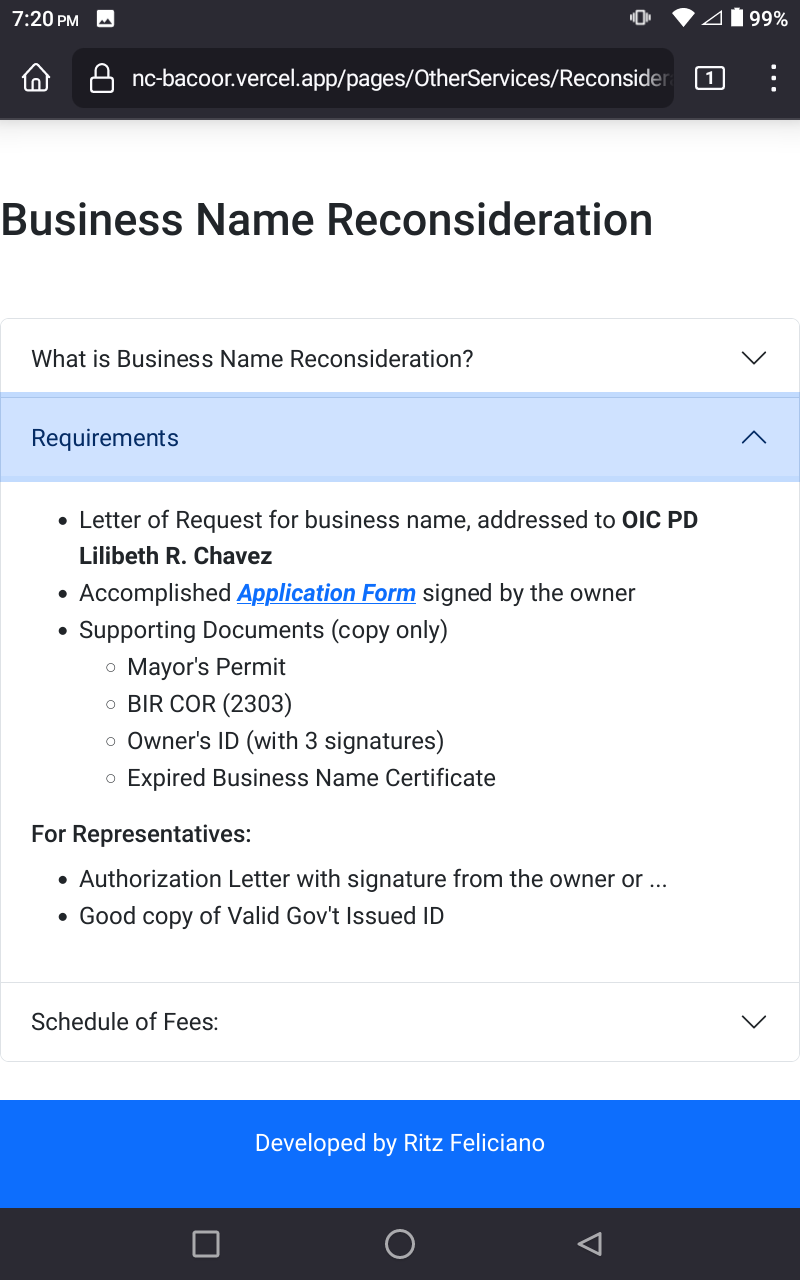 7:20 PM
99%
nc-bacoor.vercel.app/pages/OtherServices/Reconsider
1
Business Name Reconsideration
What is Business Name Reconsideration?
Requirements
Letter of Request for business name, addressed to OIC PD
Lilibeth R. Chavez
Accomplished Application Form signed by the owner
Supporting Documents (copy only)
Mayor's Permit
BIR COR (2303)
Owner's ID (with 3 signatures)
Expired Business Name Certificate
For Representatives:
Authorization Letter with signature from the owner or ...
Good copy of Valid Gov't Issued ID
Schedule of Fees:
Developed by Ritz Feliciano